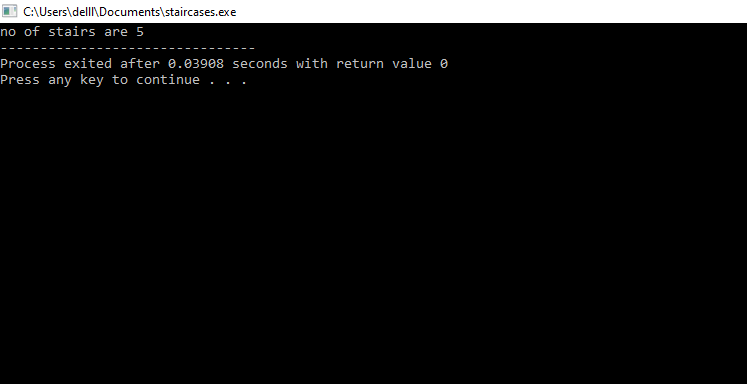 C:\Users\delll\Documents\staircases.exe
no of stairs are 5
--------------------------------
Process exited after 0.03908 seconds with return value 0
Press any key to continue . . .